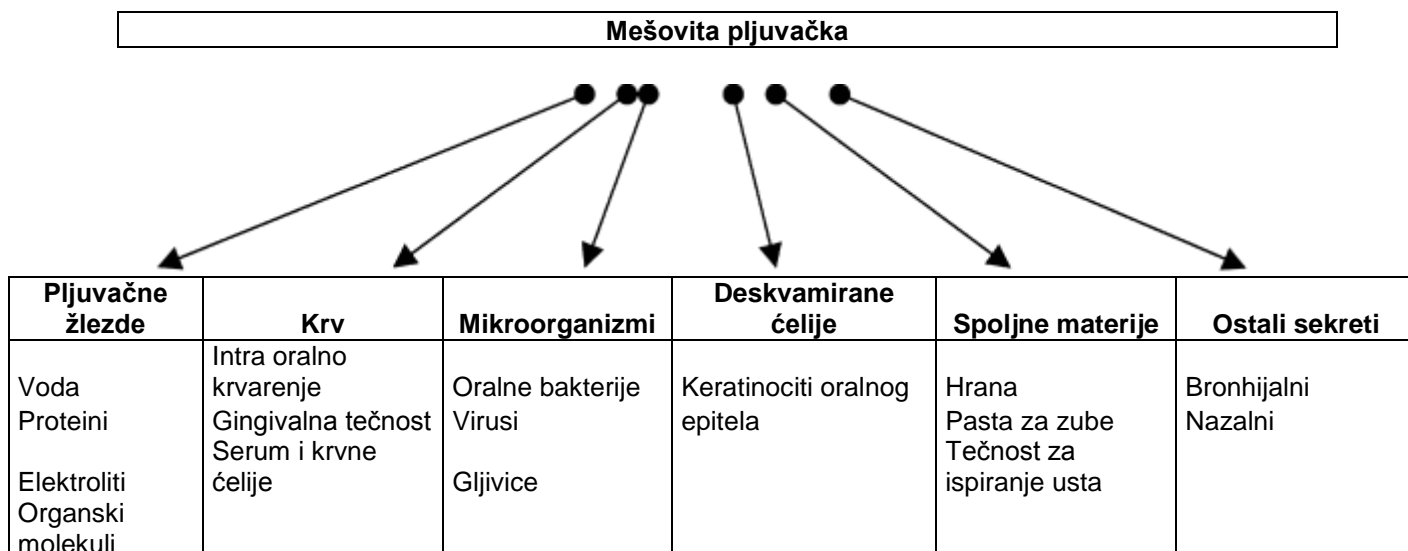 Mešovita pljuvačka
Pljuvačne
žlezde
Krv
Mikroorganizmi
Deskvamirane
ćelije
Spoljne materije
Ostali sekreti
Voda
Proteini
Elektroliti
Organski
molekuli
Intra oralno
krvarenje
Gingivalna tečnost
Serum i krvne
ćelije
Oralne bakterije
Virusi
Gljivice
Keratinociti oralnog
epitela
Hrana
Pasta za zube
Tečnost za
ispiranje usta
Bronhijalni
Nazalni